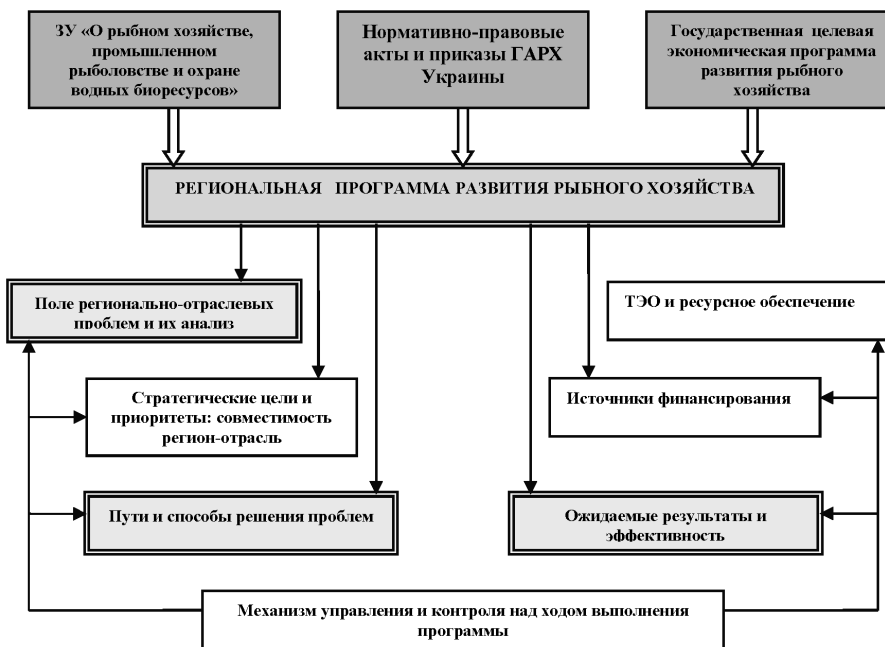 ЗУ «О рыбном хозяйстве,
промышленном
рыболовстве и охране
водных биоресурсов»
Нормативно-правовые
акты и приказы ГАРХ
Украины
Государственная целевая
экономическая программа
развития рыбного
хозяйства
РЕГИОНАЛЬНАЯ ПРОГРАММА РАЗВИТИЯ РЫБНОГО ХОЗЯЙСТВА
Поле регионально-отраслевых
проблем и их анализ
ТЭО и ресурсное обеспечение
Стратегические цели и
приоритеты: совместимость
регион-отрасль
Источники финансирования
Пути и способы решения проблем
Ожидаемые результаты и
эффективность
Механизм управления и контроля над ходом выполнения
программы